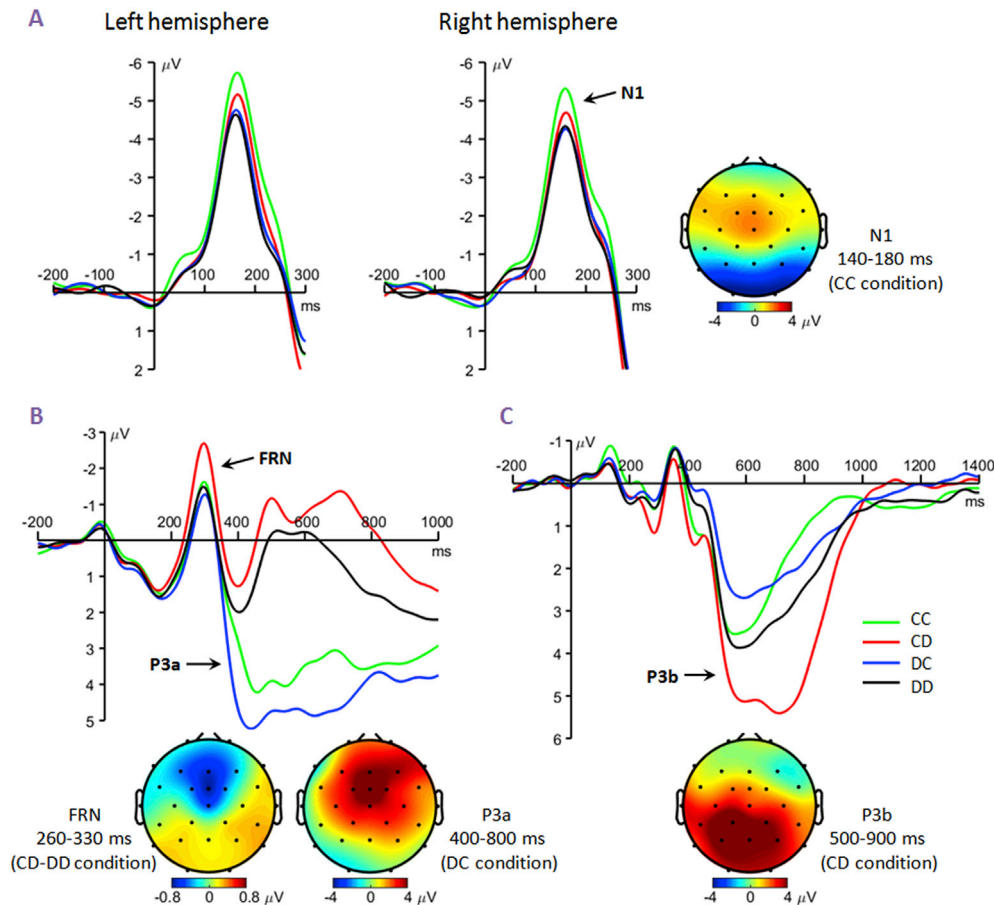 A
Left hemisphere
Right hemisphere
-6
μV
-5
-4
-3
-2
-1
-200
-100
100
200
300
ms
1
2
-6
μV
-5
-4
-3
-2
-1
-200
-100
100
200
300
ms
1
2
N1
N1
140-180 ms
(CC condition)
-4
0
4
μV
B
-3
μV
-2
-1
-200
200
400
600
800
1000
ms
1
2
3
4
5
FRN
P3a
FRN
260-330 ms
(CD-DD condition)
-0.8
0
0.8
μV
P3a
400-800 ms
(DC condition)
-4
0
4
μV
C
-1
μV
-200
200
400
600
800
1000
1200
1400
ms
1
2
3
4
5
6
P3b
CC
CD
DC
DD
P3b
500-900 ms
(CD condition)
-4
0
4
μV